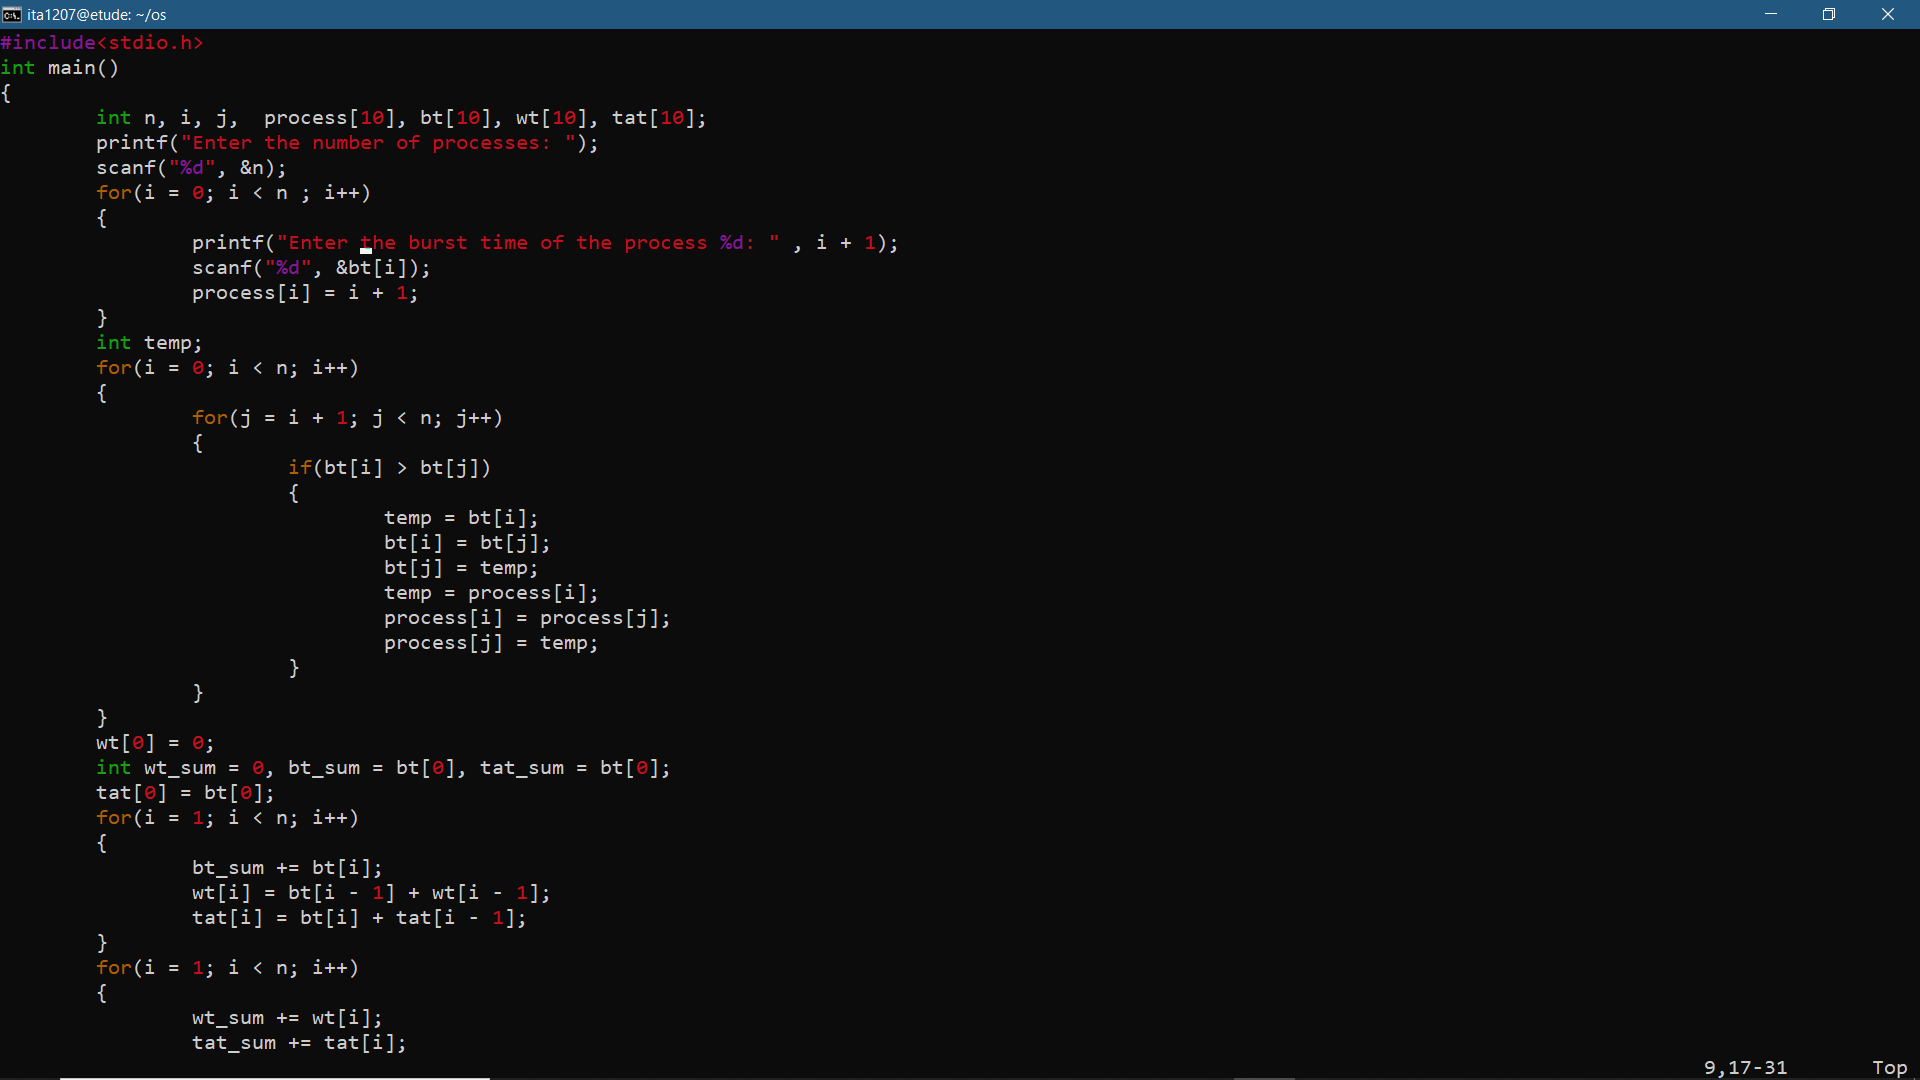 ita1207@etude: ~/os
#include<stdio.h>
int main()
{
        int n, i, j,  process[10], bt[10], wt[10], tat[10];
        printf("Enter the number of processes: ");
        scanf("%d", &n);
        for(i = 0; i < n ; i++)
        {
                printf("Enter the burst time of the process %d: " , i + 1);
                scanf("%d", &bt[i]);
                process[i] = i + 1;
        }
        int temp;
        for(i = 0; i < n; i++)
        {
                for(j = i + 1; j < n; j++)
                {
                        if(bt[i] > bt[j])
                        {
                                temp = bt[i];
                                bt[i] = bt[j];
                                bt[j] = temp;
                                temp = process[i];
                                process[i] = process[j];
                                process[j] = temp;
                        }
                }
        }
        wt[0] = 0;
        int wt_sum = 0, bt_sum = bt[0], tat_sum = bt[0];
        tat[0] = bt[0];
        for(i = 1; i < n; i++)
        {
                bt_sum += bt[i];
                wt[i] = bt[i - 1] + wt[i - 1];
                tat[i] = bt[i] + tat[i - 1];
        }
        for(i = 1; i < n; i++)
        {
                wt_sum += wt[i];
                tat_sum += tat[i];
9,17-31       Top